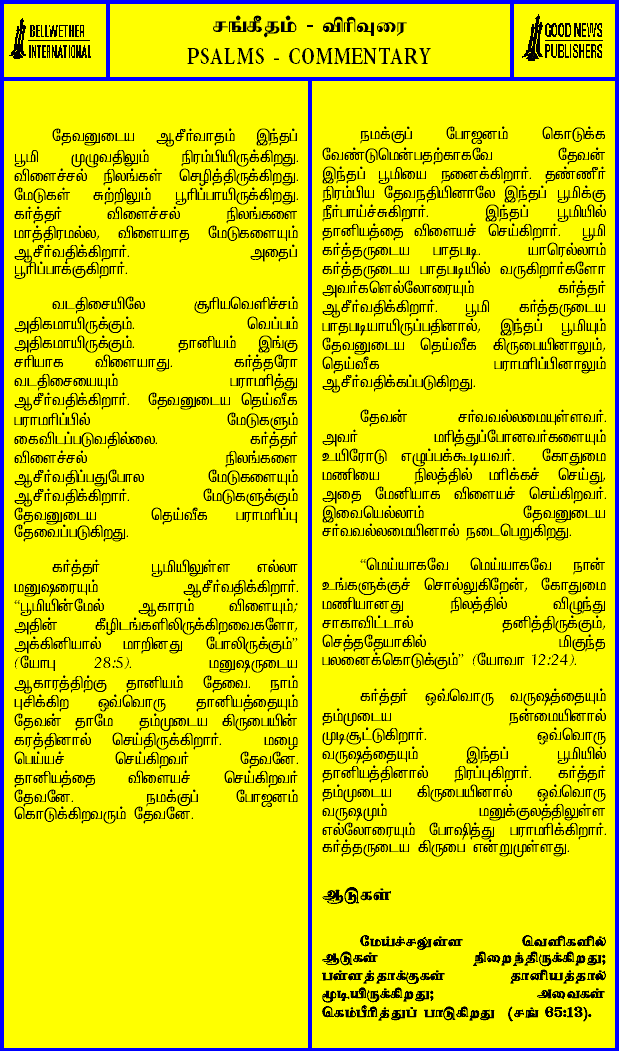 BELLWETHER
INTERNATIONAL
சங்கீதம் - விரிவுரை
PSALMS - COMMENTARY
GOOD NEWS
PUBLISHERS
தேவனுடைய ஆசீர்வாதம் இந்தப்
பூமி முழுவதிலும் நிரம்பியிருக்கிறது.
விளைச்சல் நிலங்கள் செழித்திருக்கிறது.
மேடுகள் சுற்றிலும் பூரிப்பாயிருக்கிறது.
கர்த்தர் விளைச்சல் நிலங்களை
மாத்திரமல்ல, விளையாத மேடுகளையும்
ஆசீர்வதிக்கிறார். அதைப்
பூரிப்பாக்குகிறார்.
வடதிசையிலே சூரியவெளிச்சம்
அதிகமாயிருக்கும். வெப்பம்
அதிகமாயிருக்கும். தானியம் இங்கு
சரியாக விளையாது. கர்த்தரோ
வடதிசையையும் பராமரித்து
ஆசீர்வதிக்கிறார். தேவனுடைய தெய்வீக
பராமரிப்பில் மேடுகளும்
கைவிடப்படுவதில்லை. கர்த்தர்
விளைச்சல் நிலங்களை
ஆசீர்வதிப்பதுபோல மேடுகளையும்
ஆசீர்வதிக்கிறார். மேடுகளுக்கும்
தேவனுடைய தெய்வீக பராமரிப்பு
தேவைப்படுகிறது.
கர்த்தர் பூமியிலுள்ள எல்லா
மனுஷரையும் ஆசீர்வதிக்கிறார்.
“பூமியின்மேல் ஆகாரம் விளையும்;
அதின் கீழிடங்களிலிருக்கிறவைகளோ,
அக்கினியால் மாறினது போலிருக்கும்”
(யோபு 28:5). மனுஷருடைய
ஆகாரத்திற்கு தானியம் தேவை. நாம்
புசிக்கிற ஒவ்வொரு தானியத்தையும்
தேவன் தாமே தம்முடைய கிருபையின்
கரத்தினால் செய்திருக்கிறார். மழை
பெய்யச் செய்கிறவர் தேவனே.
தானியத்தை விளையச் செய்கிறவர்
தேவனே. நமக்குப் போஜனம்
கொடுக்கிறவரும் தேவனே.
நமக்குப் போஜனம் கொடுக்க
வேண்டுமென்பதற்காகவே தேவன்
இந்தப் பூமியை நனைக்கிறார். தண்ணீர்
நிரம்பிய தேவநதியினாலே இந்தப் பூமிக்கு
நீர்பாய்ச்சுகிறார். இந்தப் பூமியில்
தானியத்தை விளையச் செய்கிறார். பூமி
கர்த்தருடைய பாதபடி. யாரெல்லாம்
கர்த்தருடைய பாதபடியில் வருகிறார்களோ
அவர்களெல்லோரையும் கர்த்தர்
ஆசீர்வதிக்கிறார். பூமி கர்த்தருடைய
பாதபடியாயிருப்பதினால், இந்தப் பூமியும்
தேவனுடைய தெய்வீக கிருபையினாலும்,
தெய்வீக பராமரிப்பினாலும்
ஆசீர்வதிக்கப்படுகிறது.
தேவன் சர்வவல்லமையுள்ளவர்.
அவர் மரித்துப்போனவர்களையும்
உயிரோடு எழுப்பக்கூடியவர். கோதுமை
மணியை நிலத்தில் மரிக்கச் செய்து,
அதை மேனியாக விளையச் செய்கிறவர்.
இவையெல்லாம் தேவனுடைய
சர்வவல்லமையினால் நடைபெறுகிறது.
“மெய்யாகவே மெய்யாகவே நான்
உங்களுக்குச் சொல்லுகிறேன், கோதுமை
மணியானது நிலத்தில் விழுந்து
சாகாவிட்டால் தனித்திருக்கும்,
செத்ததேயாகில் மிகுந்த
பலனைக்கொடுக்கும்” (யோவா 12:24).
கர்த்தர் ஒவ்வொரு வருஷத்தையும்
தம்முடைய நன்மையினால்
முடிசூட்டுகிறார். ஒவ்வொரு
வருஷத்தையும் இந்தப் பூமியில்
தானியத்தினால் நிரப்புகிறார். கர்த்தர்
தம்முடைய கிருபையினால் ஒவ்வொரு
வருஷமும் மனுக்குலத்திலுள்ள
எல்லோரையும் போஷித்து பராமரிக்கிறார்.
கர்த்தருடைய கிருபை என்றுமுள்ளது.
ஆடுகள்
மேய்ச்சலுள்ள வெளிகளில்
ஆடுகள் நிறைந்திருக்கிறது;
பள்ளத்தாக்குகள் தானியத்தால்
மூடியிருக்கிறது; அவைகள்
கெம்பீரித்துப் பாடுகிறது (சங் 65:13).